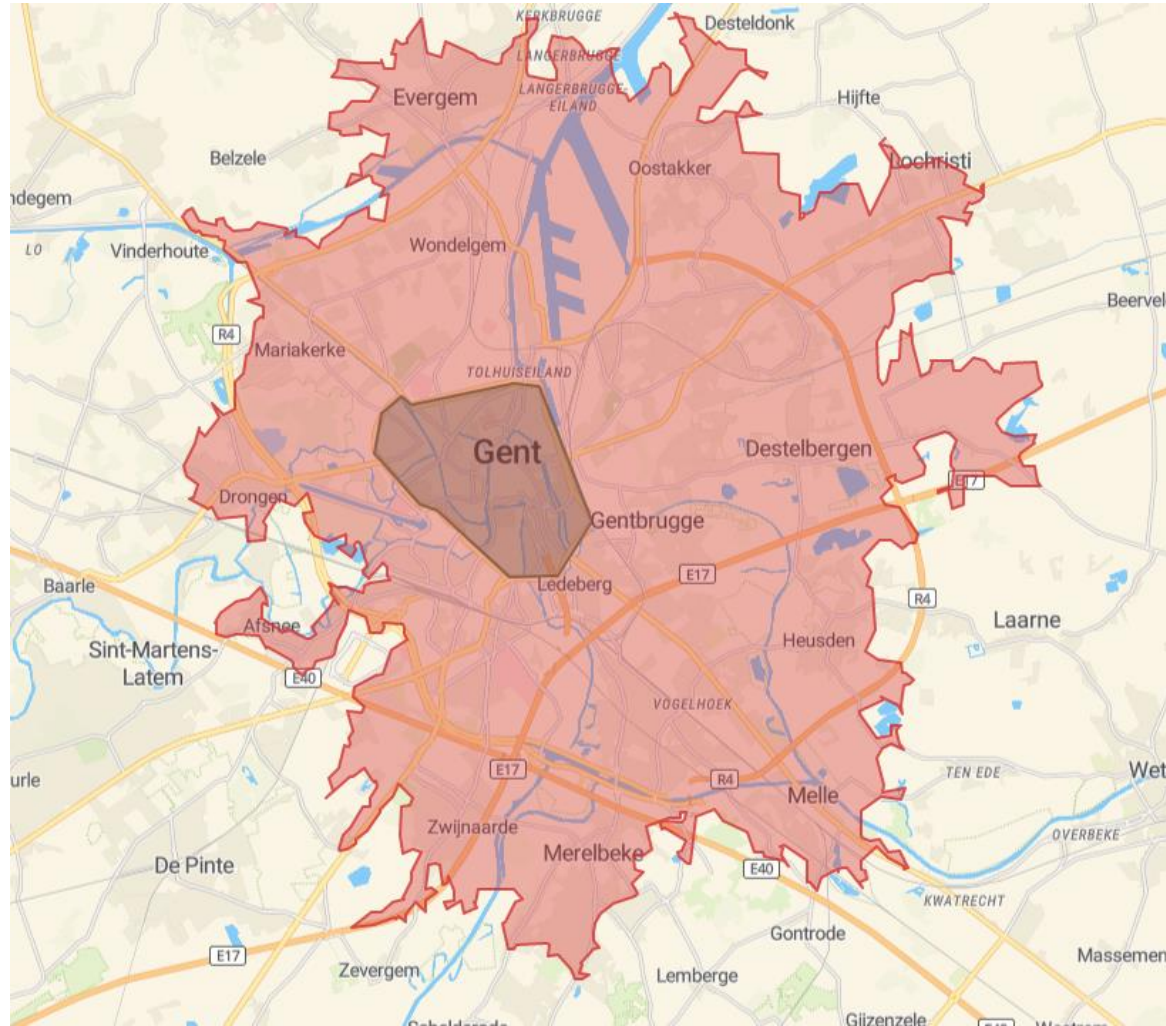 KERKBRUGGE
Desteldonk
LANGERBRUGGE
LANGERBRUGGE-
EILAND
Evergem
Hijfte
Belzele
Oostakker
Lochristi
ndegem
LO
Vinderhoute
Wondelgem
Beervel
R4
Mariakerke
TOLHUISEILAND
Gent
Destelbergen
E17
Drongen
Gentbrugge
E17
Ledeberg
Baarle
R4
Afsnee
Heusden
Laarne
Sint-Martens-
Latem
E40
VOGELHOEK
E17
R4
TEN EDE
Wet
urle
Melle
Zwijnaarde
OVERBEKE
Merelbeke
De Pinte
E40
KWATRECHT
Gontrode
E17
Zevergem
Lemberge
Massemen
Gijzenzele